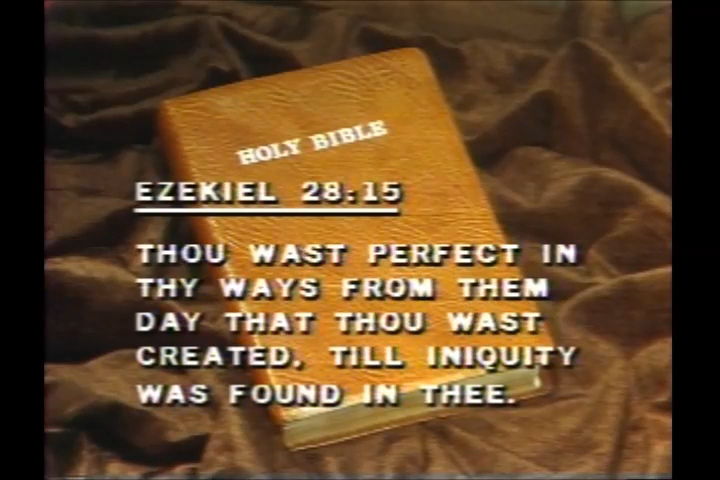 HOLY BIBLE
EZEKIEL 28:15
THOU WAST PERFECT IN
THY WAYS FROM THEM
DAY THAT THOU WAST
CREATED, TILL INIQUITY
WAS FOUND IN THEE.